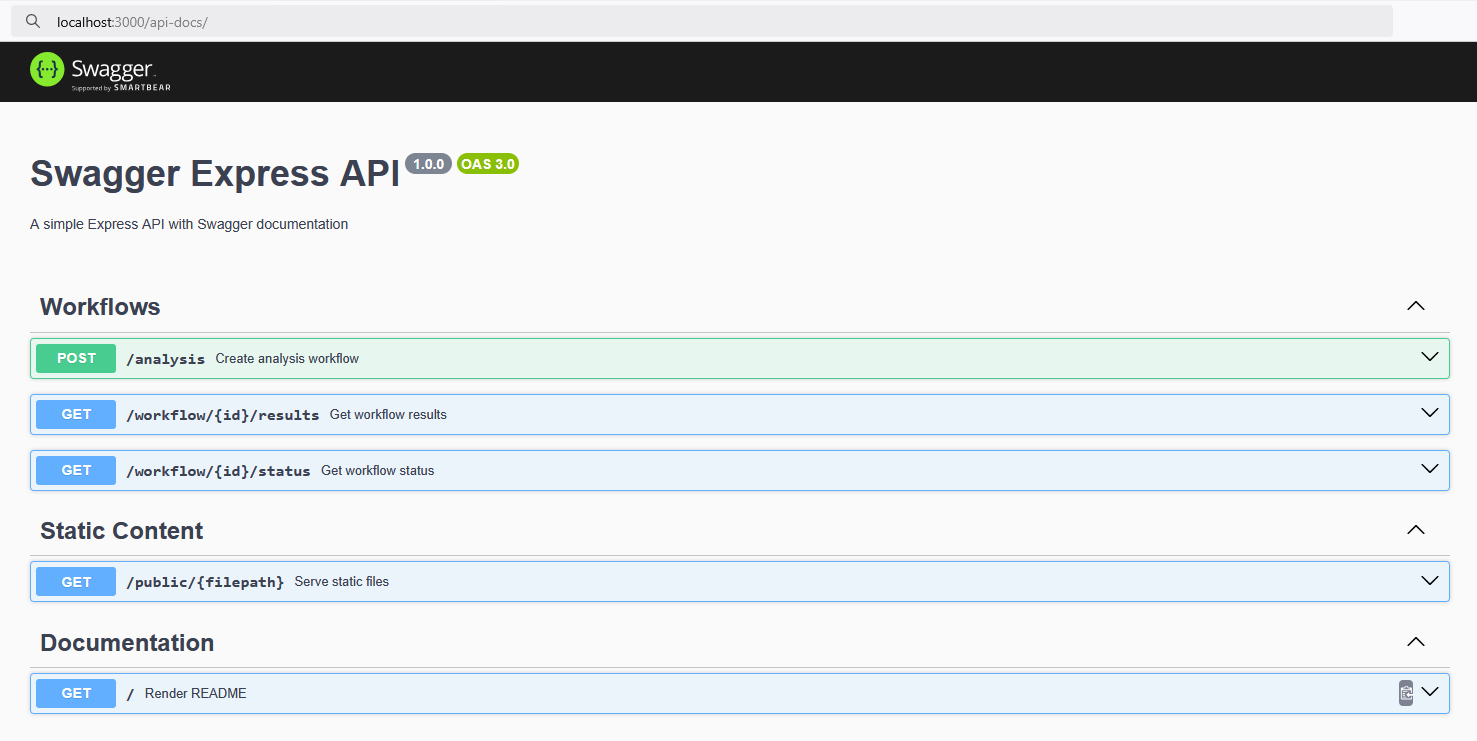 localhost:3000/api-docs/
Swagger.
Supported by SMARTBEAR
Swagger Express API 1.0.0 OAS 3.0
A simple Express API with Swagger documentation
Workflows
POST /analysis Create analysis workflow
GET /workflow/{id}/results Get workflow results
GET /workflow/{id}/status Get workflow status
Static Content
GET /public/{filepath} Serve static files
Documentation
GET / Render README